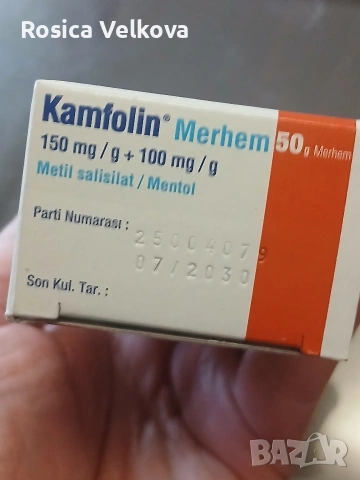 Rosica Velkova
Kamfolin® Merhem 50 g Merhem
150 mg / g + 100 mg / g
Metil salisilat / Mentol
Parti Numarası : 25004079
07/2030
Son Kul. Tar. :
BAZAR